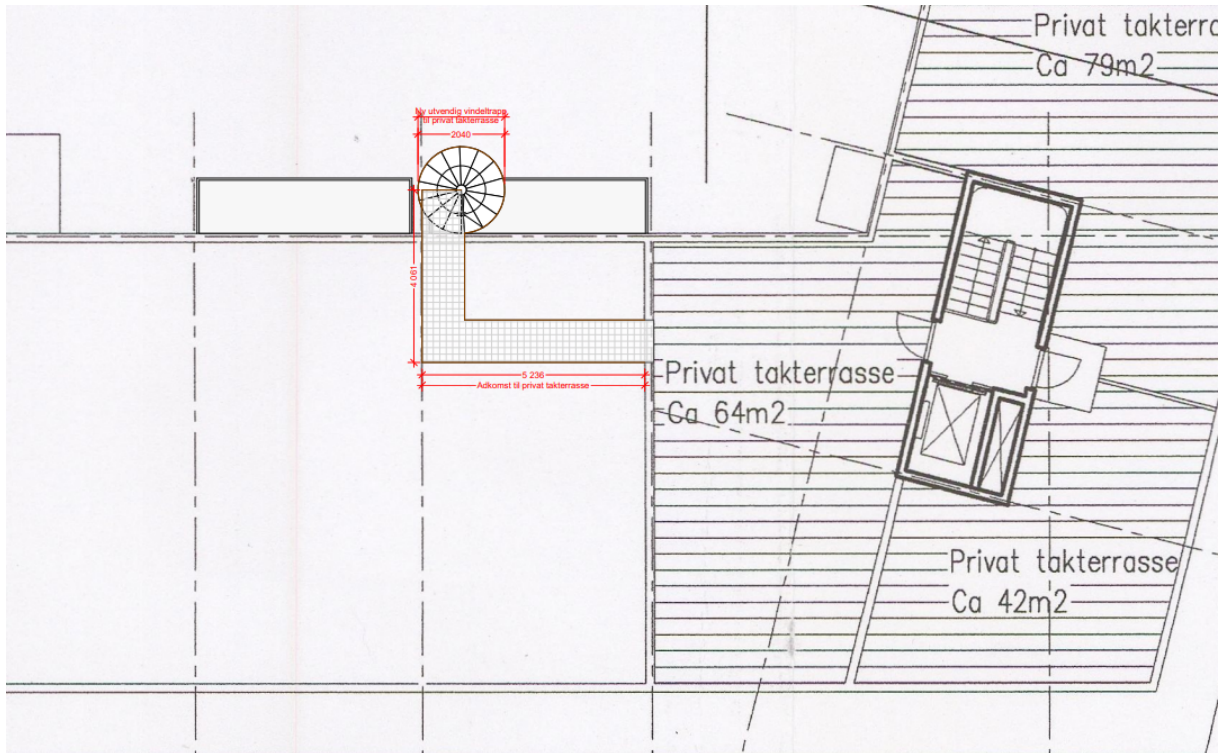 Privat takterra
Ca 79m2
Ny utvendig vindeltrapp
til privat takterrasse
2040
4 061
5 236
Adkomst til privat takterrasse
Privat takterrasse
Ca 64m2
Privat takterrasse
Ca 42m2